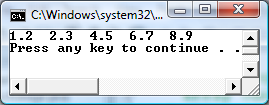 C:\Windows\system32\...
1.2 2.3 4.5 6.7 8.9
Press any key to continue . .